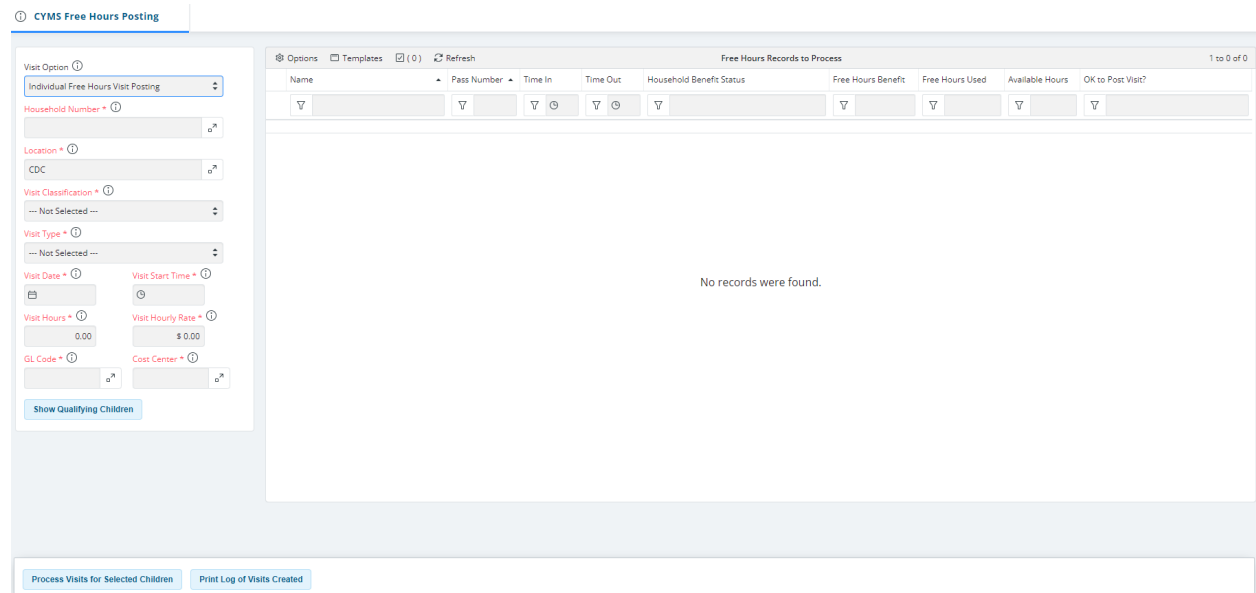 CYMS Free Hours Posting
Visit Option
Individual Free Hours Visit Posting
Household Number *
Location *
CDC
Visit Classification *
--- Not Selected ---
Visit Type *
--- Not Selected ---
Visit Date * Visit Start Time *
Visit Hours * Visit Hourly Rate *
0.00 $ 0.00
GL Code * Cost Center *
Show Qualifying Children
Options Templates ( 0 ) Refresh Free Hours Records to Process 1 to 0 of 0
Name Pass Number Time In Time Out Household Benefit Status Free Hours Benefit Free Hours Used Available Hours OK to Post Visit?
No records were found.
Process Visits for Selected Children Print Log of Visits Created